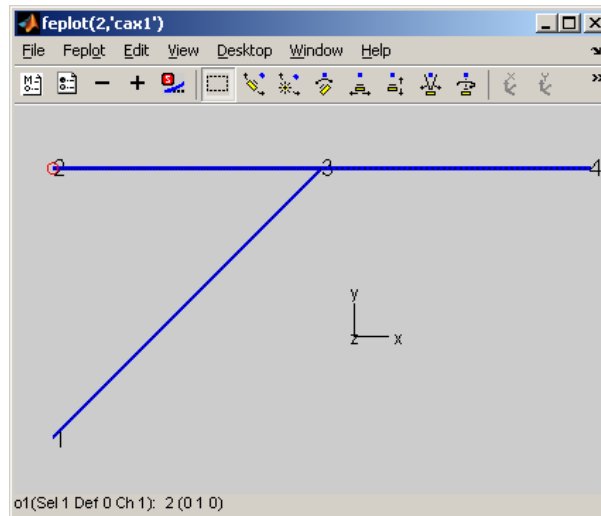 feplot(2,'cax1')
File Feplot Edit View Desktop Window Help
2 3 4
y
z x
1
o1(Sel 1 Def 0 Ch 1): 2 (0 1 0)